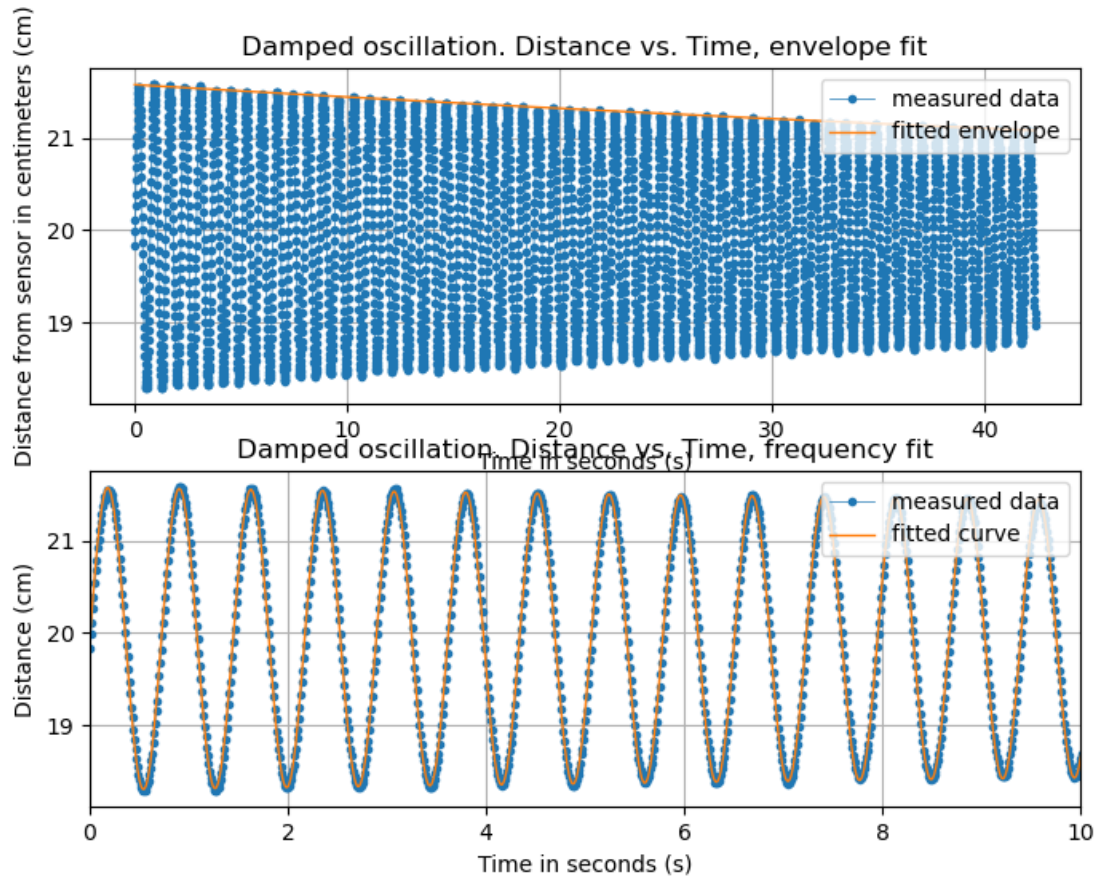 Damped oscillation. Distance vs. Time, envelope fit
Distance from sensor in centimeters (cm)
21
20
19
measured data
fitted envelope
0
10
20
30
40
Time in seconds (s)
Damped oscillation. Distance vs. Time, frequency fit
Distance (cm)
21
20
19
measured data
fitted curve
0
2
4
6
8
10
Time in seconds (s)